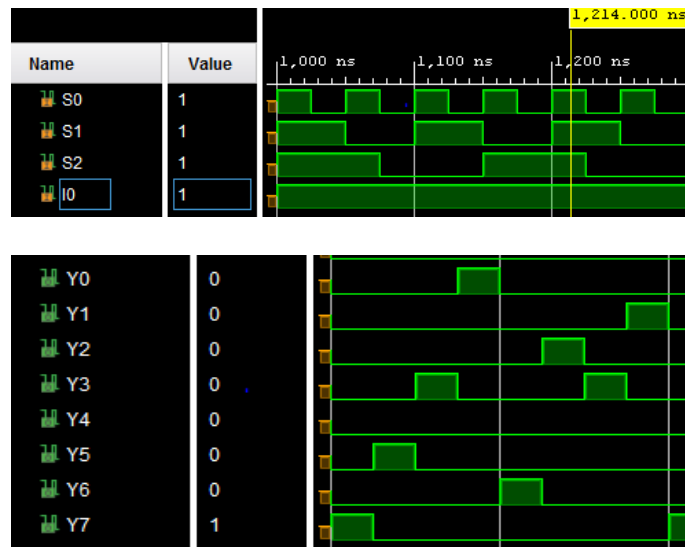 1,214.000 ns
Name Value
1,000 ns 1,100 ns 1,200 ns
S0 1
S1 1
S2 1
I0 1
Y0 0
Y1 0
Y2 0
Y3 0
Y4 0
Y5 0
Y6 0
Y7 1